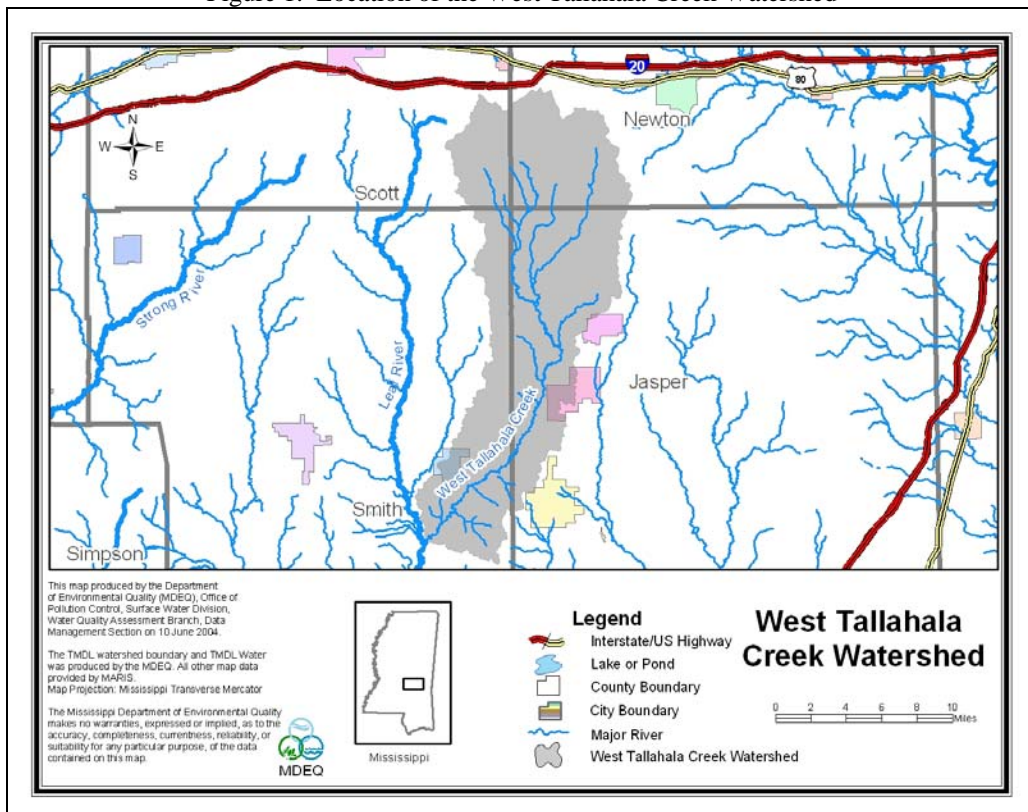 Figure 1. Location of the West Tallahala Creek Watershed
20
80
Newton
N
W E
S
Scott
Strong River
Leaf River
Jasper
West Tallahala Creek
Smith
Simpson
This map produced by the Department
of Environmental Quality (MDEQ), Office of
Pollution Control, Surface Water Division,
Water Quality Assessment Branch, Data
Management Section on 10 June 2004.
The TMDL watershed boundary and TMDL Water
was produced by the MDEQ. All other map data
provided by MARIS.
Map Projection: Mississippi Transverse Mercator
The Mississippi Department of Environmental Quality
makes no warranties, expressed or implied, as to the
accuracy, completeness, currentness, reliability, or
suitability for any particular purpose, of the data
contained on this map.
MDEQ
Mississippi
Legend
Interstate/US Highway
Lake or Pond
County Boundary
City Boundary
Major River
West Tallahala Creek Watershed
West Tallahala
Creek Watershed
0 2 4 6 8 10
Miles